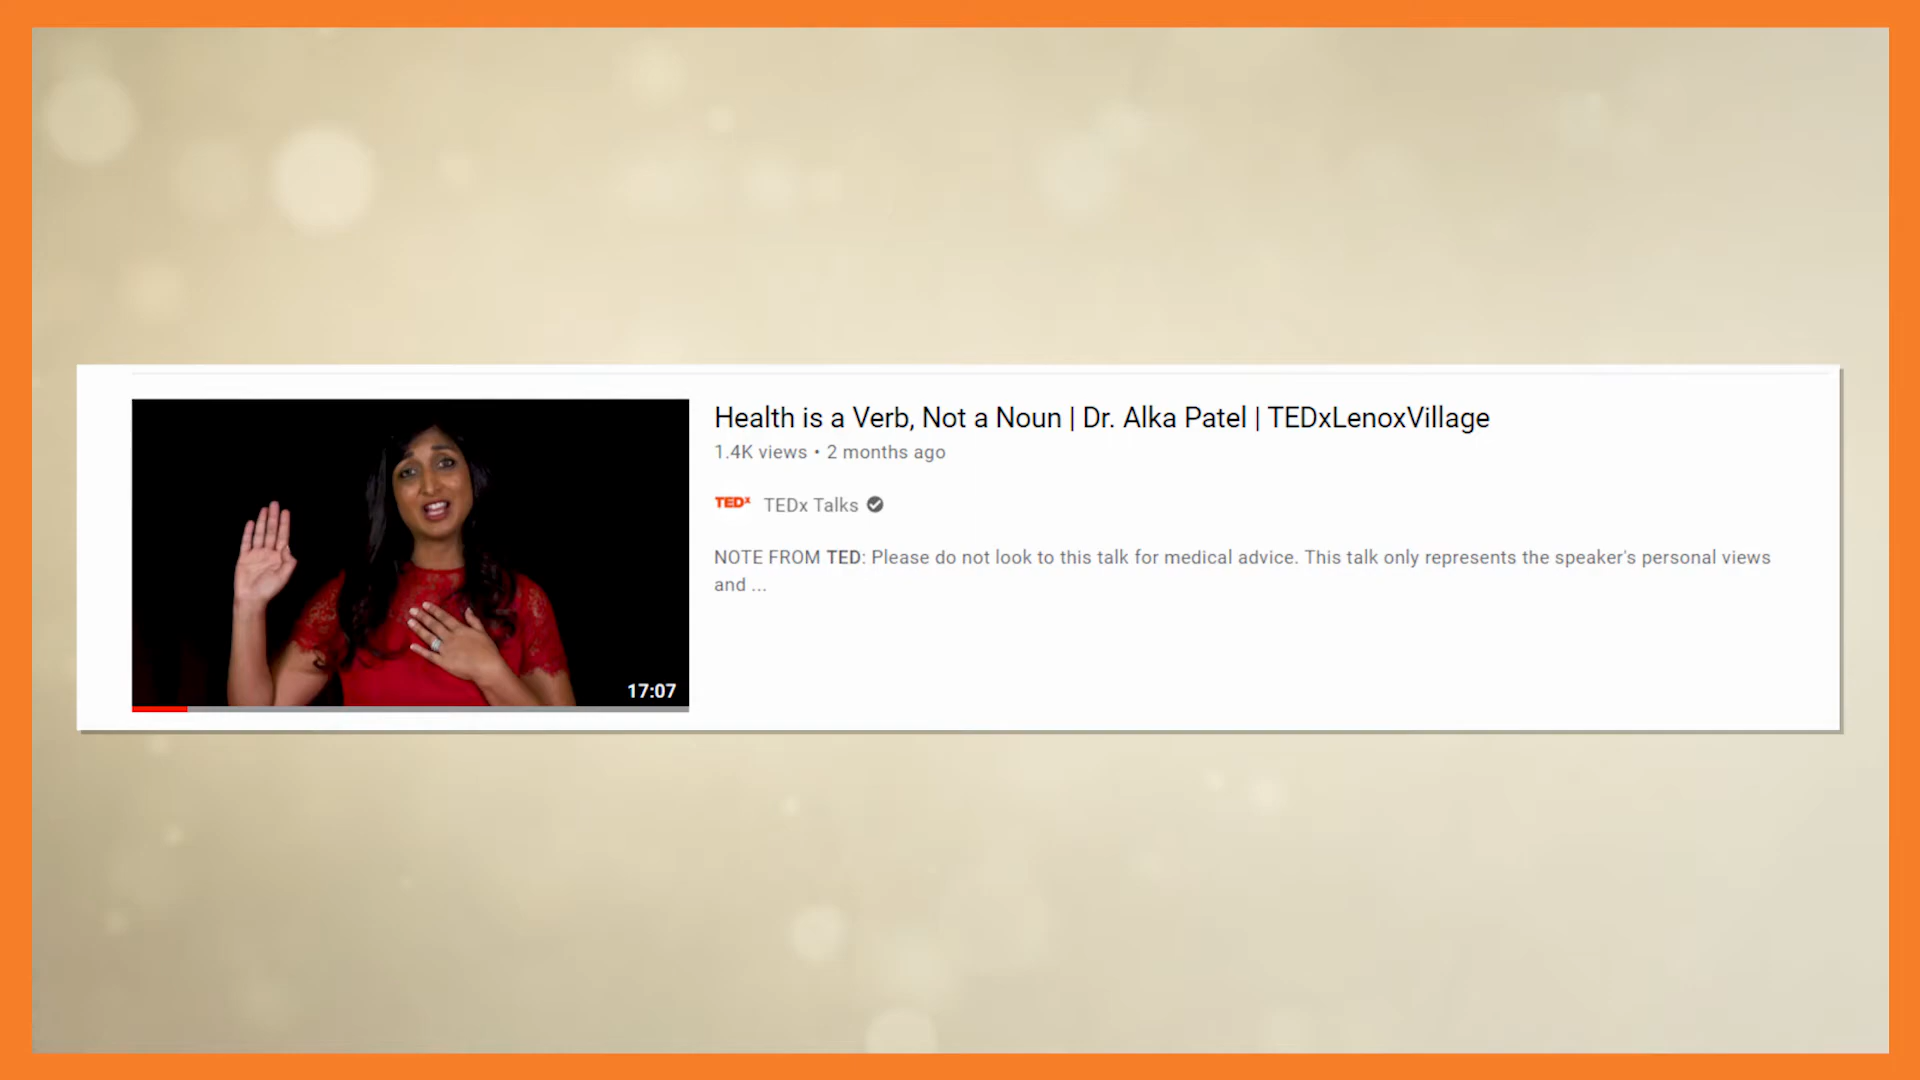 Health is a Verb, Not a Noun | Dr. Alka Patel | TEDxLenoxVillage
1.4K views • 2 months ago
TEDx TEDx Talks
NOTE FROM TED: Please do not look to this talk for medical advice. This talk only represents the speaker's personal views
and ...
17:07